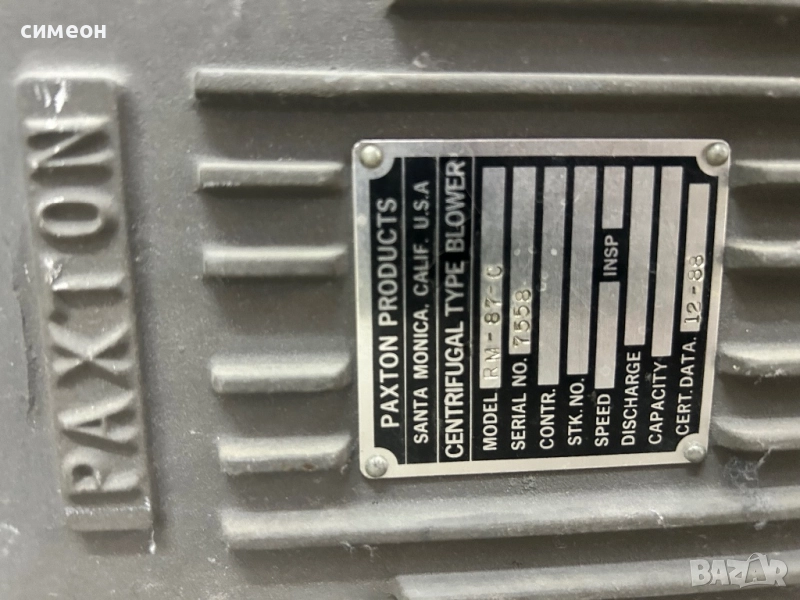 симеон
PAXTON
PAXTON PRODUCTS
SANTA MONICA, CALIF. U.S.A
CENTRIFUGAL TYPE BLOWER
MODEL RM-87-C
SERIAL NO. 7558
CONTR.
STK. NO.
SPEED INSP
DISCHARGE
CAPACITY
CERT. DATA. 12-88
BAZAR